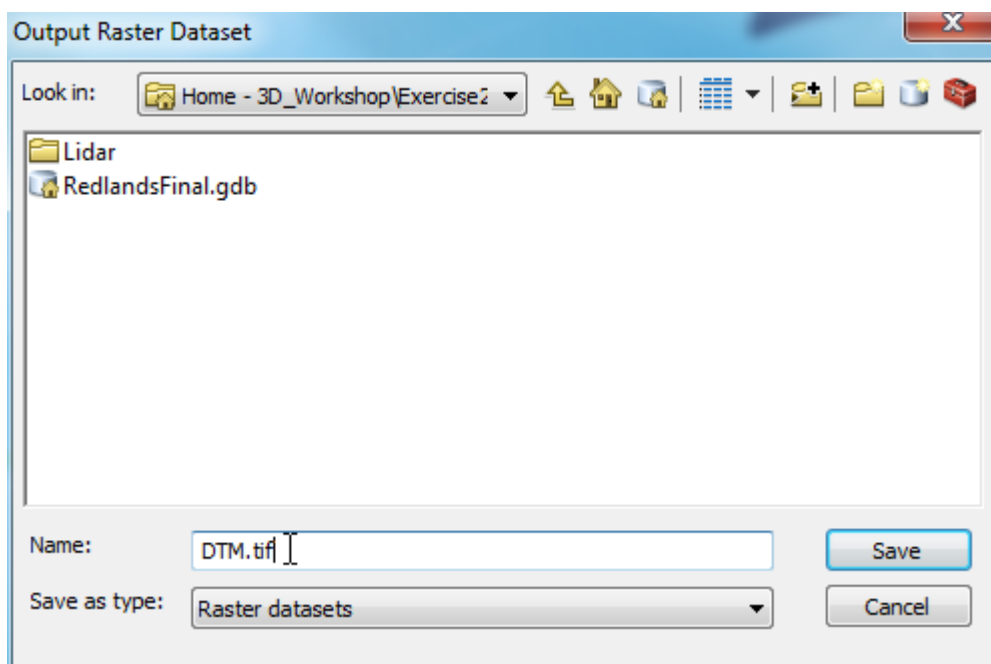 Output Raster Dataset
Look in: Home - 3D_Workshop\Exercise2
Lidar
RedlandsFinal.gdb
Name: DTM.tif Save
Save as type: Raster datasets Cancel